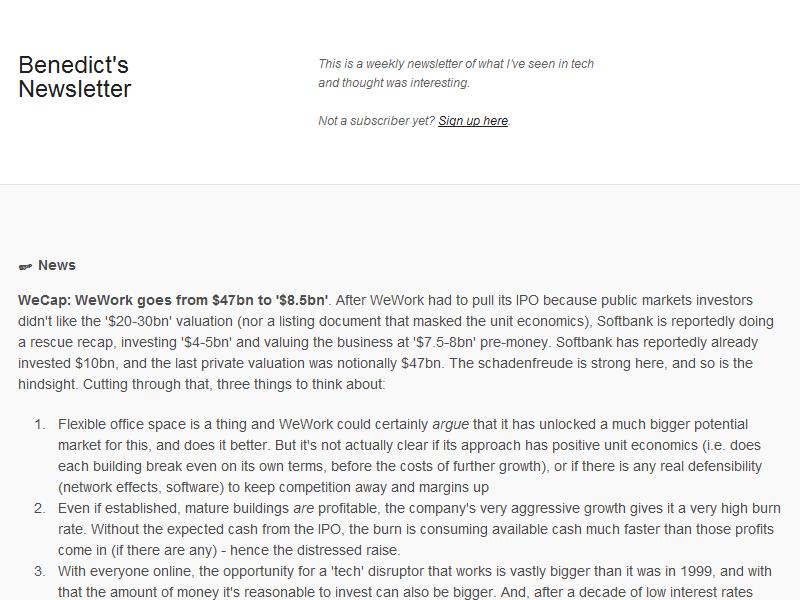 Benedict's
Newsletter
This is a weekly newsletter of what I've seen in tech
and thought was interesting.
Not a subscriber yet? Sign up here.
News
WeCap: WeWork goes from $47bn to '$8.5bn'. After WeWork had to pull its IPO because public markets investors
didn't like the '$20-30bn' valuation (nor a listing document that masked the unit economics), Softbank is reportedly doing
a rescue recap, investing '$4-5bn' and valuing the business at '$7.5-8bn' pre-money. Softbank has reportedly already
invested $10bn, and the last private valuation was notionally $47bn. The schadenfreude is strong here, and so is the
hindsight. Cutting through that, three things to think about:
1. Flexible office space is a thing and WeWork could certainly argue that it has unlocked a much bigger potential
market for this, and does it better. But it's not actually clear if its approach has positive unit economics (i.e. does
each building break even on its own terms, before the costs of further growth), or if there is any real defensibility
(network effects, software) to keep competition away and margins up
2. Even if established, mature buildings are profitable, the company's very aggressive growth gives it a very high burn
rate. Without the expected cash from the IPO, the burn is consuming available cash much faster than those profits
come in (if there are any) - hence the distressed raise.
3. With everyone online, the opportunity for a 'tech' disruptor that works is vastly bigger than it was in 1999, and with
that the amount of money it's reasonable to invest can also be bigger. And, after a decade of low interest rates